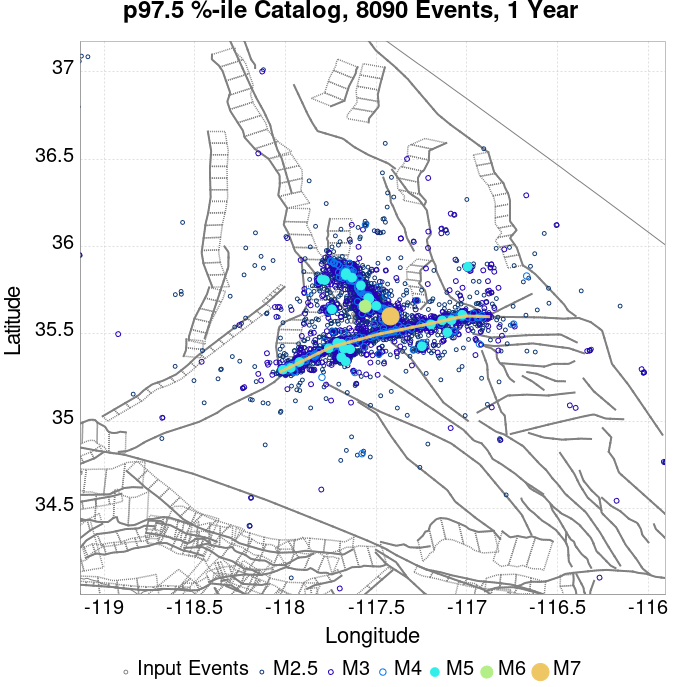 p97.5 %-ile Catalog, 8090 Events, 1 Year
37
36.5
36
35.5
35
34.5
Latitude
-119 -118.5 -118 -117.5 -117 -116.5 -116
Longitude
Input Events M2.5 M3 M4 M5 M6 M7